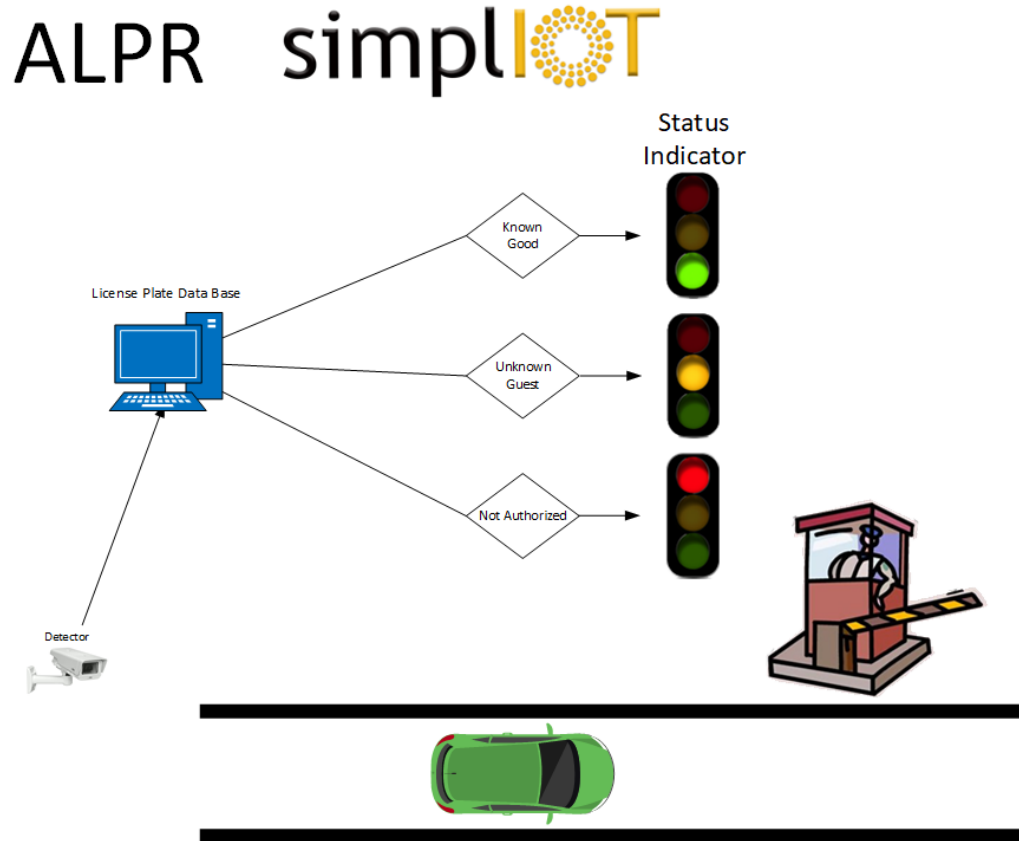 ALPR simplIOT
Status
Indicator
Known
Good
License Plate Data Base
Unknown
Guest
Not Authorized
Detector